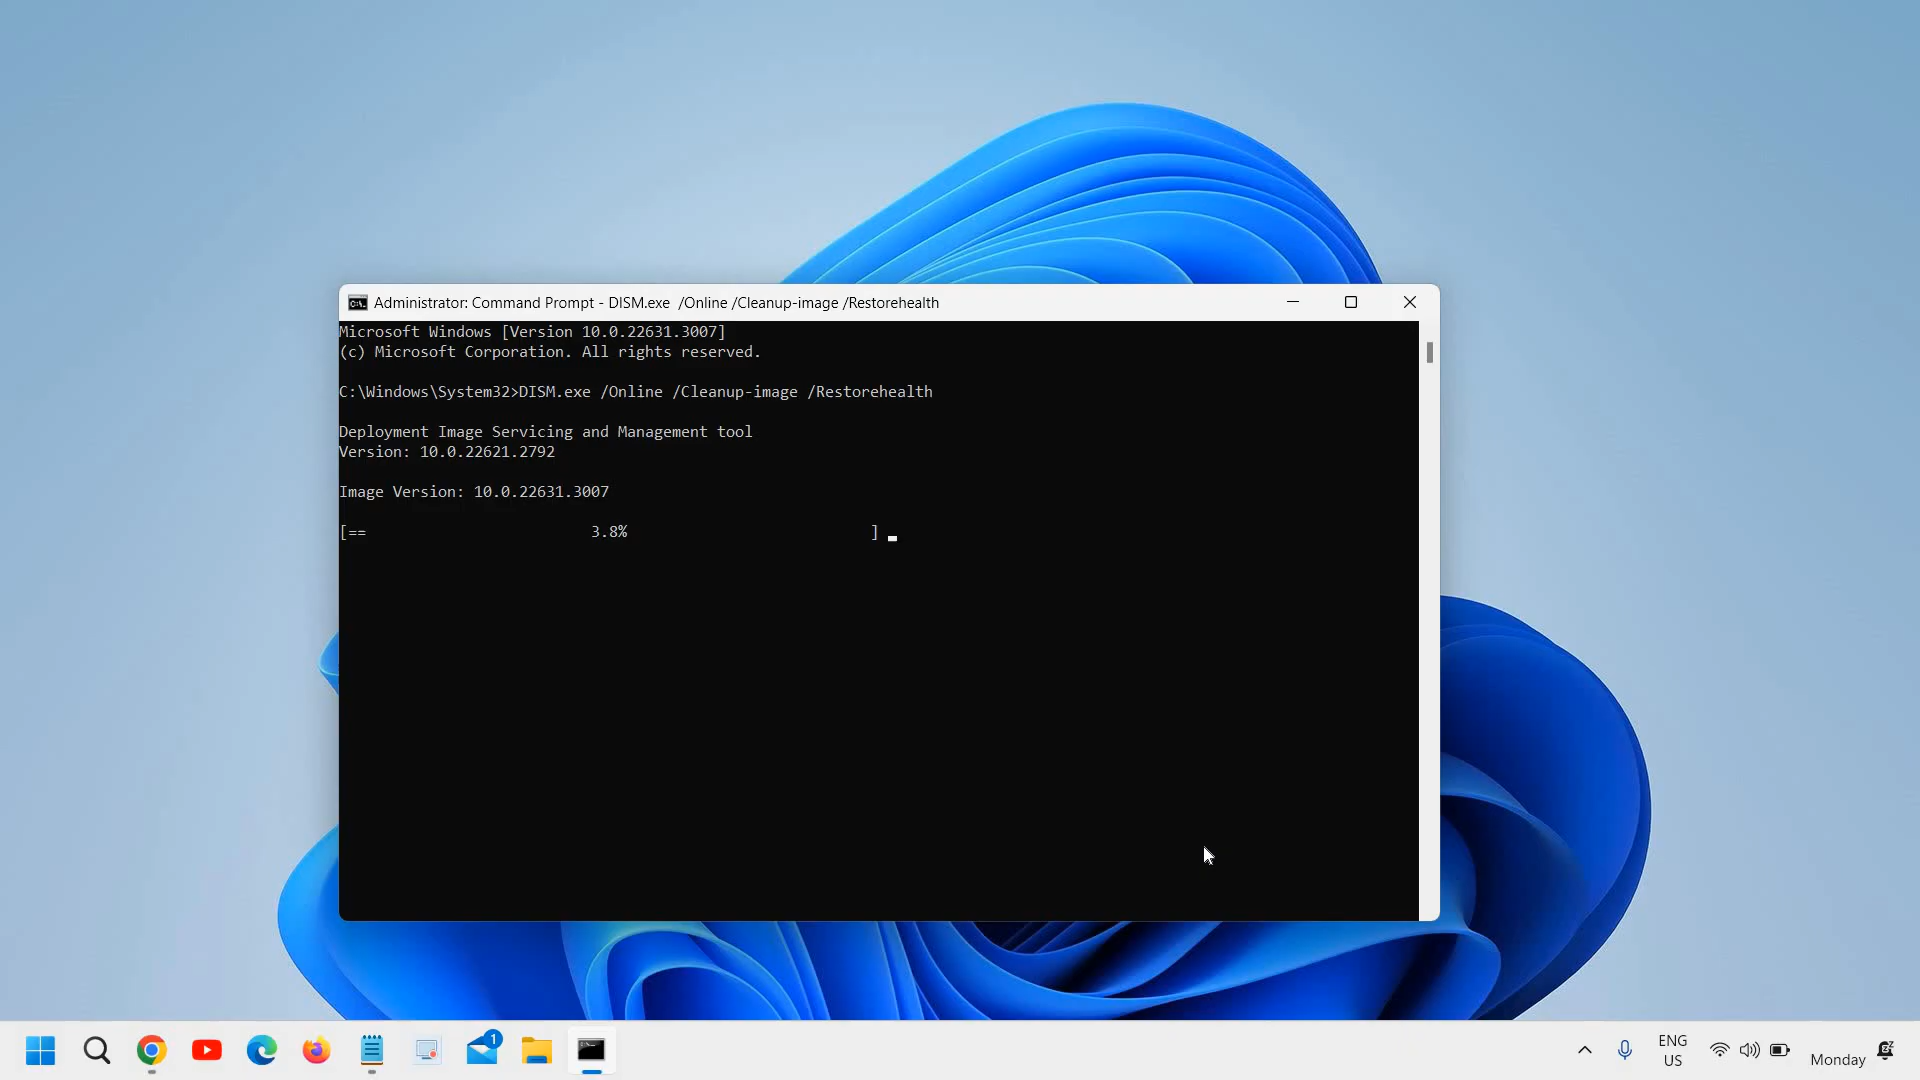 Administrator: Command Prompt - DISM.exe  /Online /Cleanup-image /Restorehealth
Microsoft Windows [Version 10.0.22631.3007]
(c) Microsoft Corporation. All rights reserved.
C:\Windows\System32>DISM.exe /Online /Cleanup-image /Restorehealth
Deployment Image Servicing and Management tool
Version: 10.0.22621.2792
Image Version: 10.0.22631.3007
[==                         3.8%                           ]
1
ENG
US
Monday